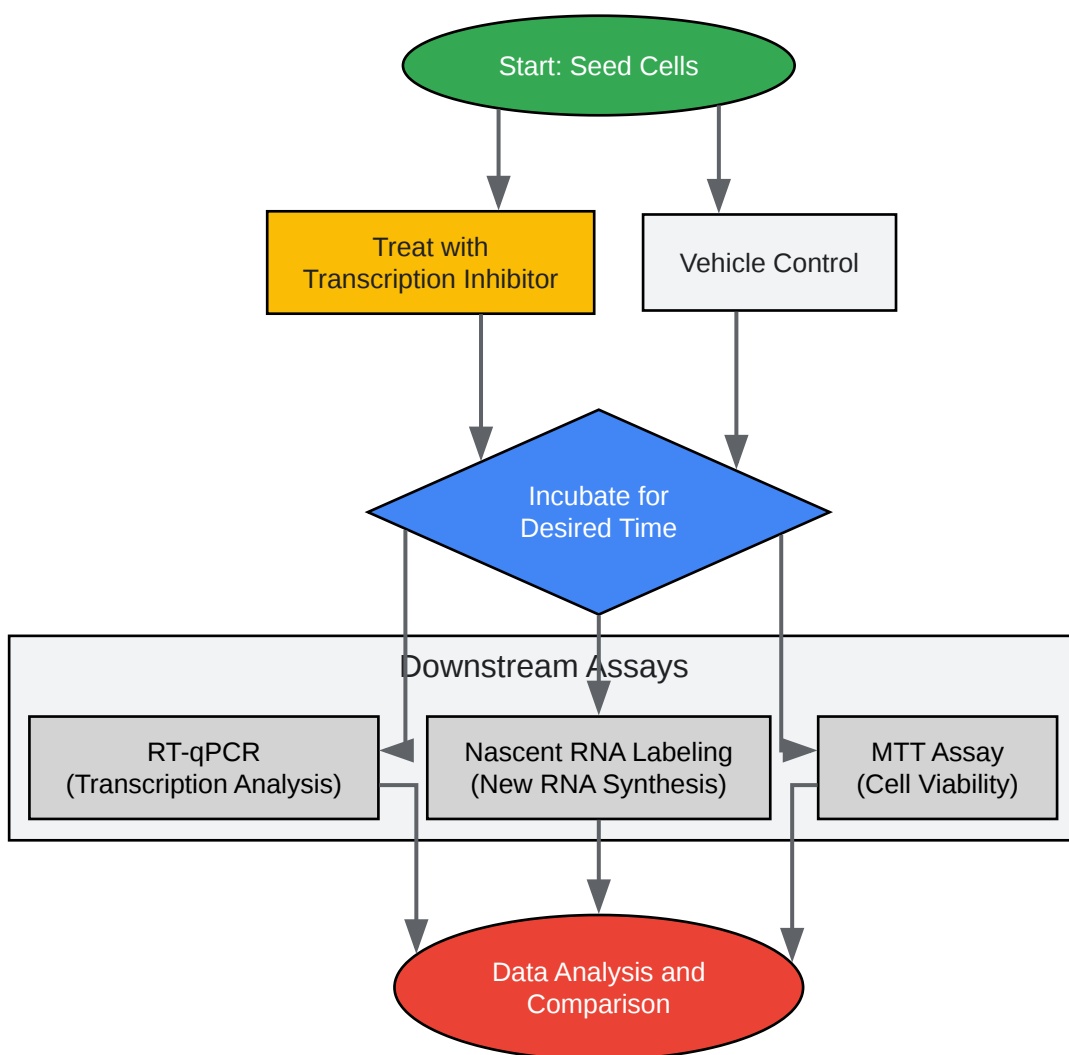 Start: Seed Cells
Treat with
Transcription Inhibitor
Vehicle Control
Incubate for
Desired Time
Downstream Assays
RT-qPCR
(Transcription Analysis)
Nascent RNA Labeling
(New RNA Synthesis)
MTT Assay
(Cell Viability)
Data Analysis and
Comparison